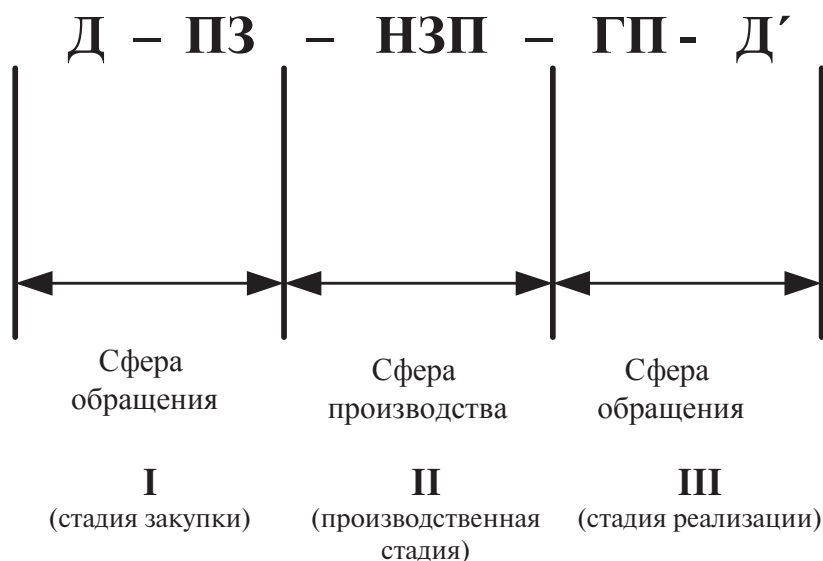 Д – ПЗ – НЗП – ГП - Д´
Сфера
обращения
Сфера
производства
Сфера
обращения
I
(стадия закупки)
II
(производственная
стадия)
III
(стадия реализации)